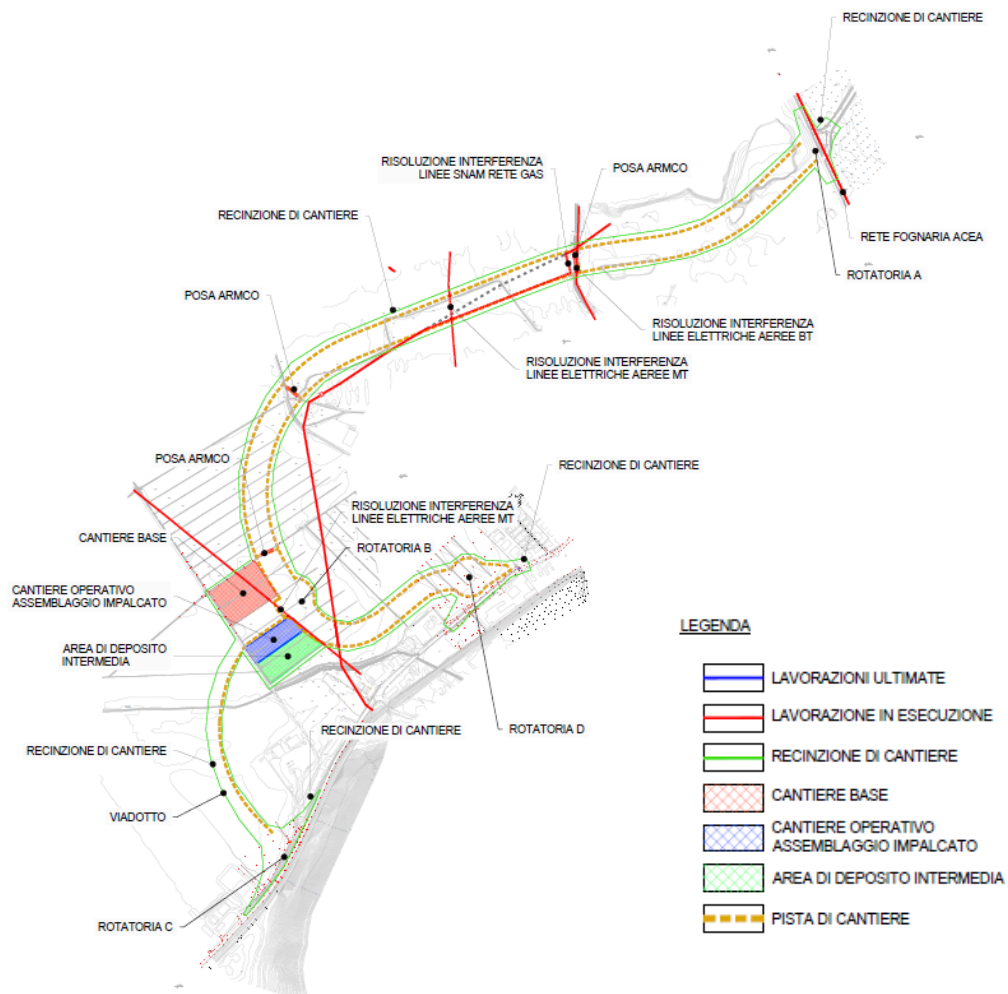 RECINZIONE DI CANTIERE
RISOLUZIONE INTERFERENZA
LINEE SNAM RETE GAS
POSA ARMCO
RECINZIONE DI CANTIERE
RETE FOGNARIA ACEA
ROTATORIA A
POSA ARMCO
RISOLUZIONE INTERFERENZA
LINEE ELETTRICHE AEREE BT
RISOLUZIONE INTERFERENZA
LINEE ELETTRICHE AEREE MT
POSA ARMCO
RECINZIONE DI CANTIERE
RISOLUZIONE INTERFERENZA
LINEE ELETTRICHE AEREE MT
CANTIERE BASE
ROTATORIA B
CANTIERE OPERATIVO
ASSEMBLAGGIO IMPALCATO
AREA DI DEPOSITO
INTERMEDIA
RECINZIONE DI CANTIERE
ROTATORIA D
RECINZIONE DI CANTIERE
VIADOTTO
ROTATORIA C
LEGENDA
LAVORAZIONI ULTIMATE
LAVORAZIONE IN ESECUZIONE
RECINZIONE DI CANTIERE
CANTIERE BASE
CANTIERE OPERATIVO
ASSEMBLAGGIO IMPALCATO
AREA DI DEPOSITO INTERMEDIA
PISTA DI CANTIERE